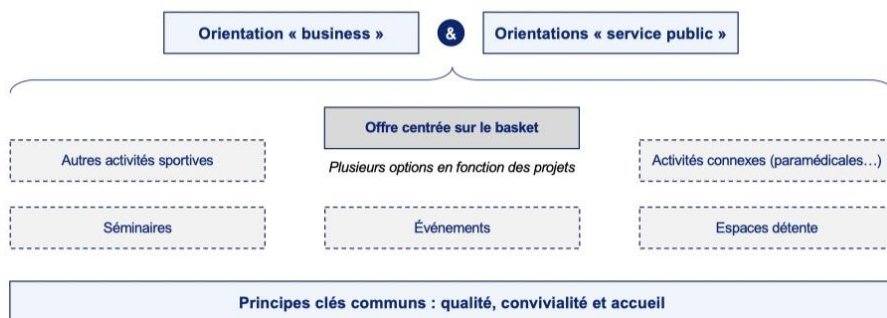 Orientation « business »
&
Orientations « service public »
Offre centrée sur le basket
Autres activités sportives
Plusieurs options en fonction des projets
Activités connexes (paramédicales…)
Séminaires
Événements
Espaces détente
Principes clés communs : qualité, convivialité et accueil